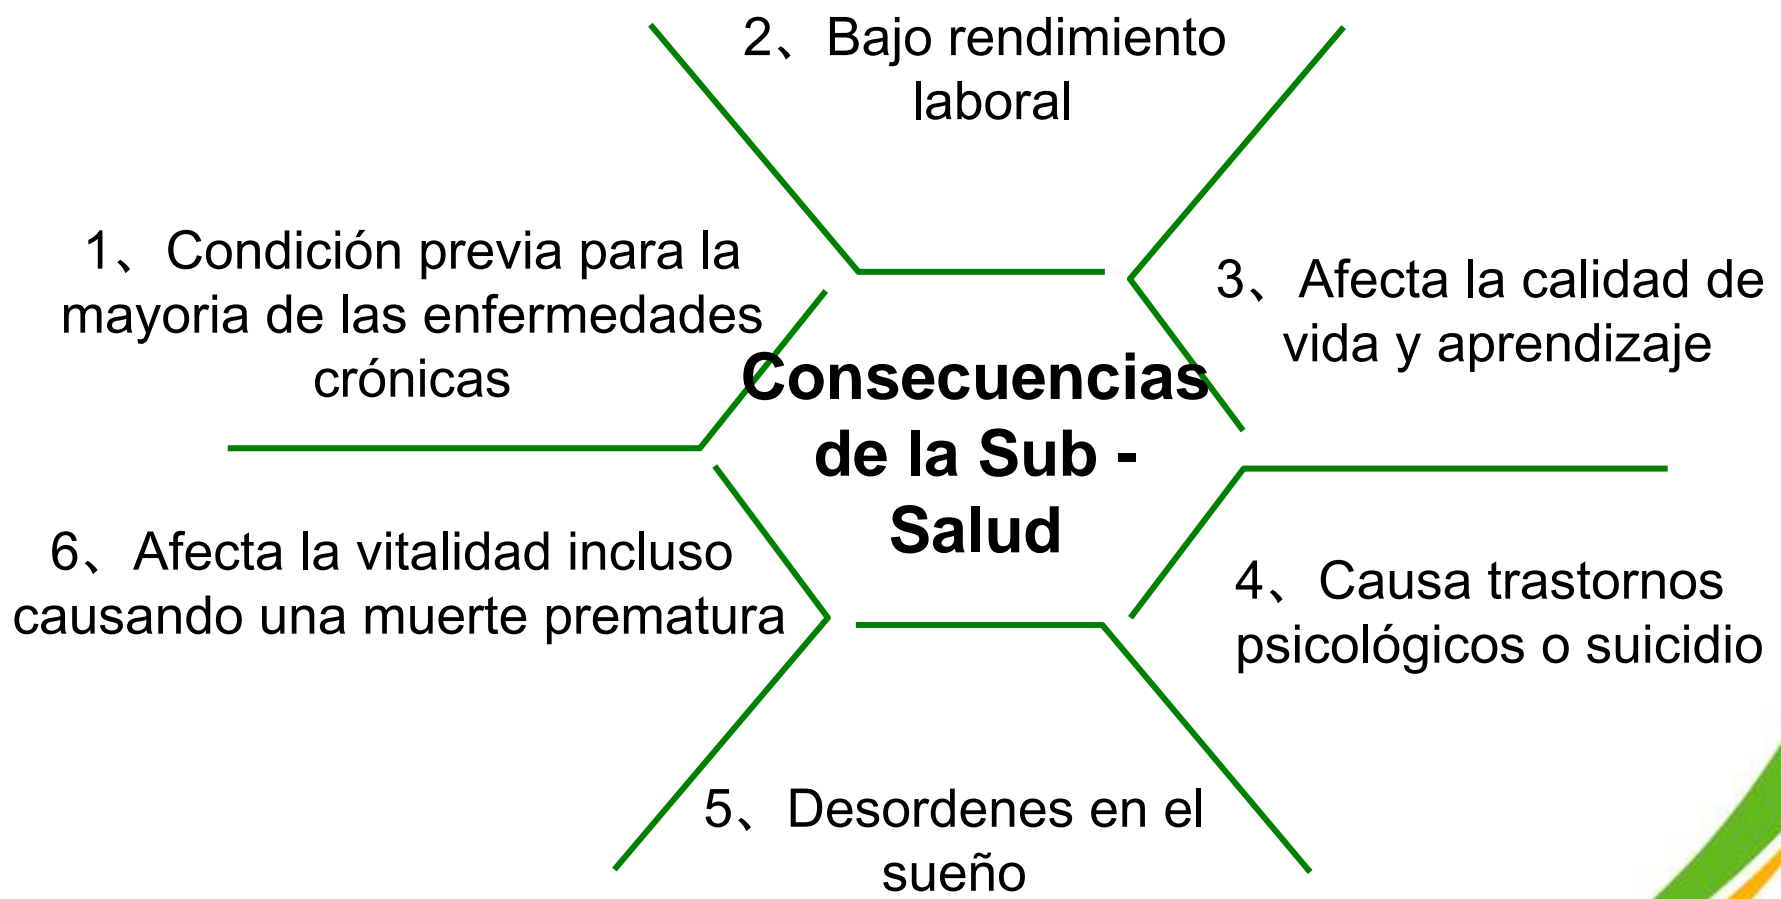 2、Bajo rendimiento
laboral
1、Condición previa para la
mayoria de las enfermedades
crónicas
3、Afecta la calidad de
vida y aprendizaje
Consecuencias
de la Sub -
Salud
6、Afecta la vitalidad incluso
causando una muerte prematura
4、Causa trastornos
psicológicos o suicidio
5、Desordenes en el
sueño